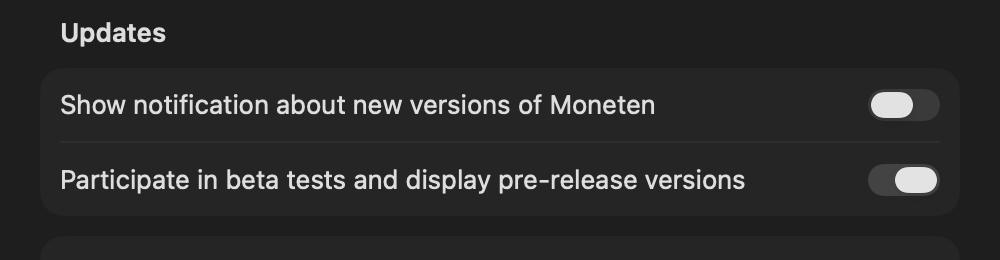 Updates
Show notification about new versions of Moneten
Participate in beta tests and display pre-release versions